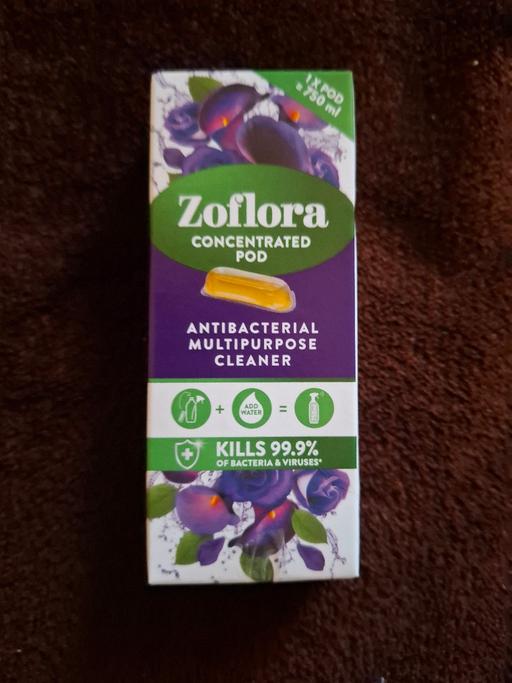 1 X POD
= 750 ml
Zoflora
CONCENTRATED
POD
ANTIBACTERIAL
MULTIPURPOSE
CLEANER
+ ADD =
WATER
KILLS 99.9%
OF BACTERIA & VIRUSES*